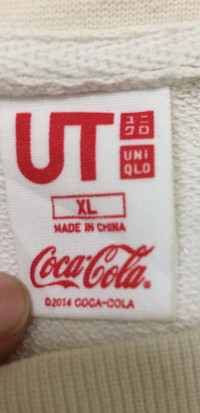 UT
ユニ
クロ
UNI
QLO
XL
MADE IN CHINA
Coca-Cola®
©2014 COCA-COLA